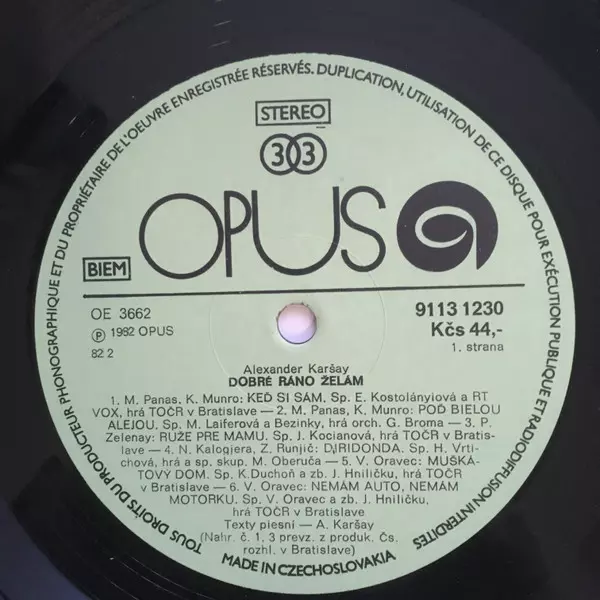 TOUS DROITS DU PRODUCTEUR PHONOGRAPHIQUE ET DU PROPRIÉTAIRE DE L'OEUVRE ENREGISTRÉE RÉSERVÉS. DUPLICATION, UTILISATION DE CE DISQUE POUR EXÉCUTION PUBLIQUE ET RADIODIFFUSION INTERDITES
STEREO
33
OPUS
BIEM
OE 3662
℗ 1982 OPUS
82 2
9113 1230
Kčs 44,-
1. strana
Alexander Karšay
DOBRÉ RÁNO ŽELÁM
1. M. Panas, K. Munro: KEĎ SI SÁM, Sp. E. Kostolányiová a RT
VOX, hrá TOČR v Bratislave — 2. M. Panas, K. Munro: POĎ BIELOU
ALEJOU, Sp. M. Laiferová a Bezinky, hrá orch. G. Broma — 3. P.
Zelenay: RUŽE PRE MAMU, Sp. J. Kocianová, hrá TOČR v Bratis-
lave — 4. N. Kalogjera, Z. Runjič: DIRIDONDA. Sp. H. Vrti-
chová, hrá a sp. skup. M. Oberuča — 5. V. Oravec: MUŠKÁ-
TOVÝ DOM. Sp. K. Duchoň a zb. J. Hniličku, hrá TOČR
v Bratislave — 6. V. Oravec: NEMÁM AUTO, NEMÁM
MOTORKU. Sp. V. Oravec a zb. J. Hniličku,
hrá TOČR v Bratislave
Texty piesní — A. Karšay
(Nahr. č. 1, 3 prevz. z produk. Čs.
rozhl. v Bratislave)
MADE IN CZECHOSLOVAKIA